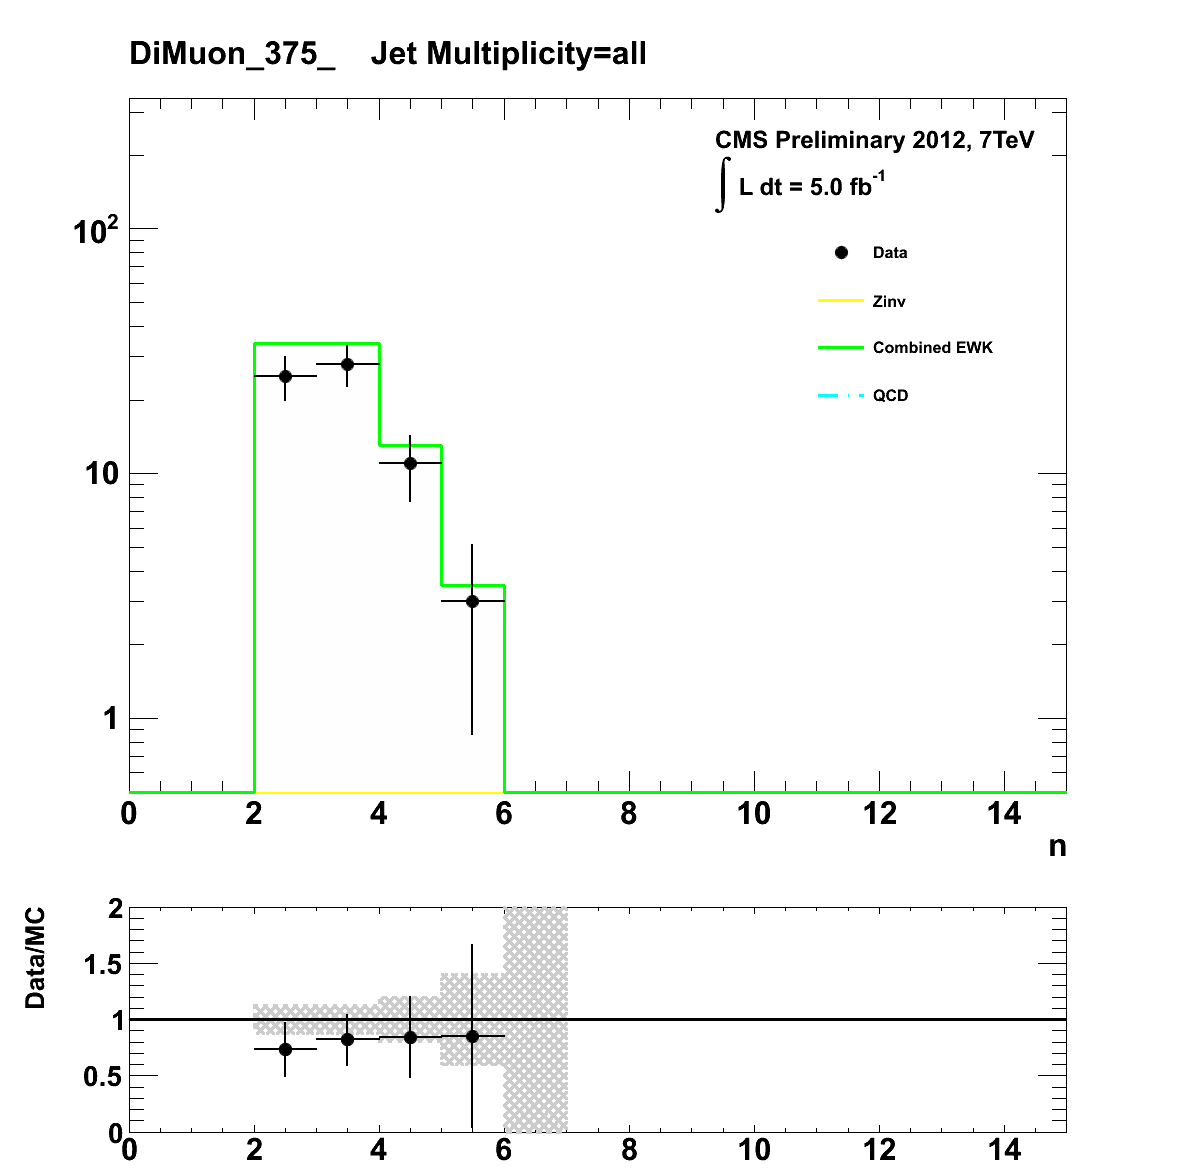 DiMuon_375_ Jet Multiplicity=all
CMS Preliminary 2012, 7TeV
∫ L dt = 5.0 fb⁻¹
Data
Zinv
Combined EWK
QCD
10²
10
1
0 2 4 6 8 10 12 14
n
Data/MC
2
1.5
1
0.5
0
0 2 4 6 8 10 12 14